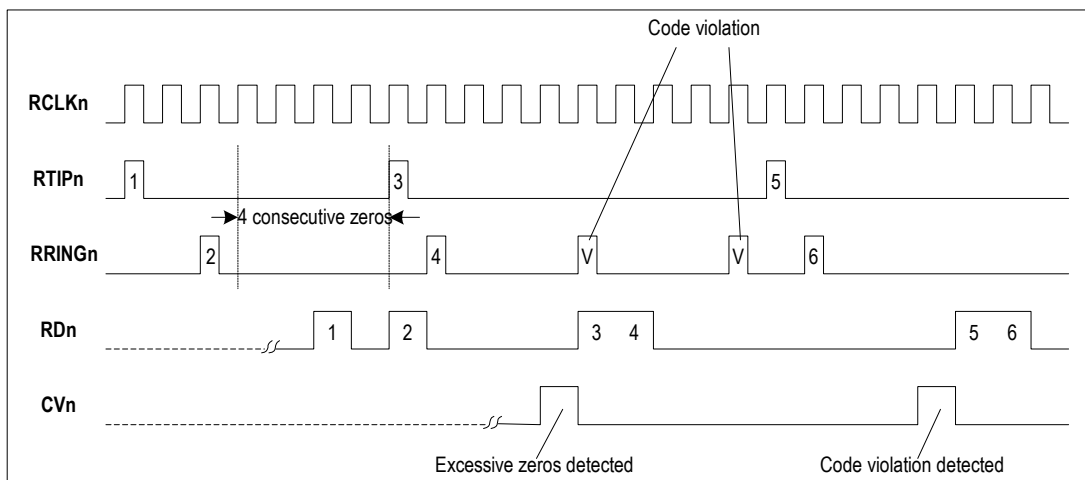 Code violation
RCLKn
RTIPn
1
3
5
4 consecutive zeros
RRINGn
2
4
V
V
6
RDn
1
2
3 4
5 6
CVn
Excessive zeros detected
Code violation detected